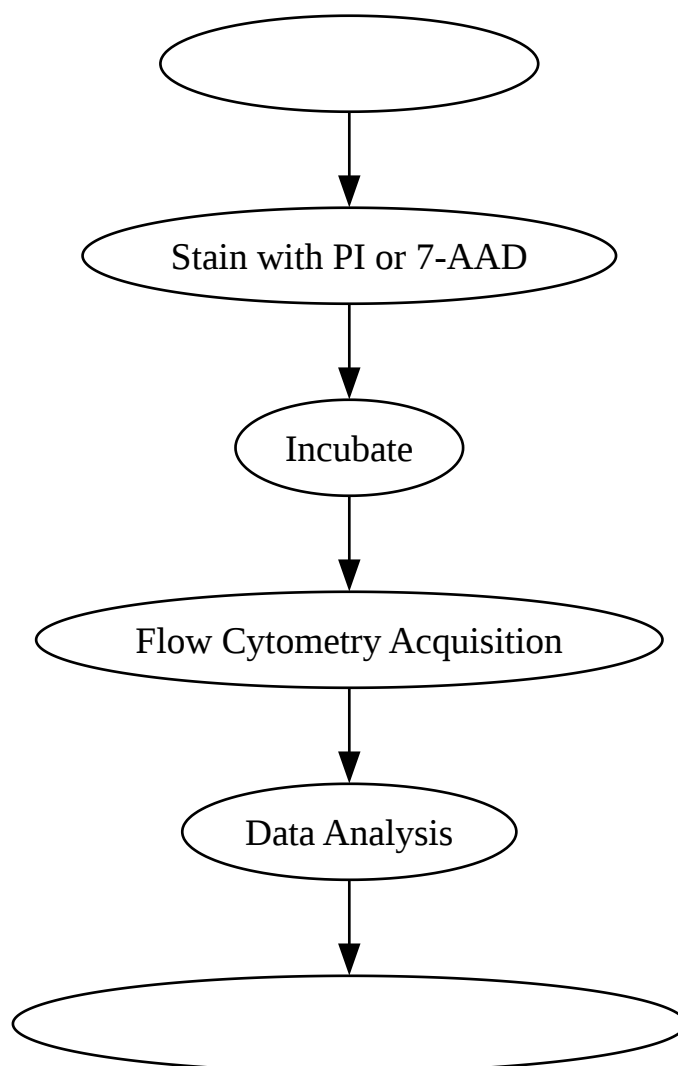 Stain with PI or 7-AAD
Incubate
Flow Cytometry Acquisition
Data Analysis